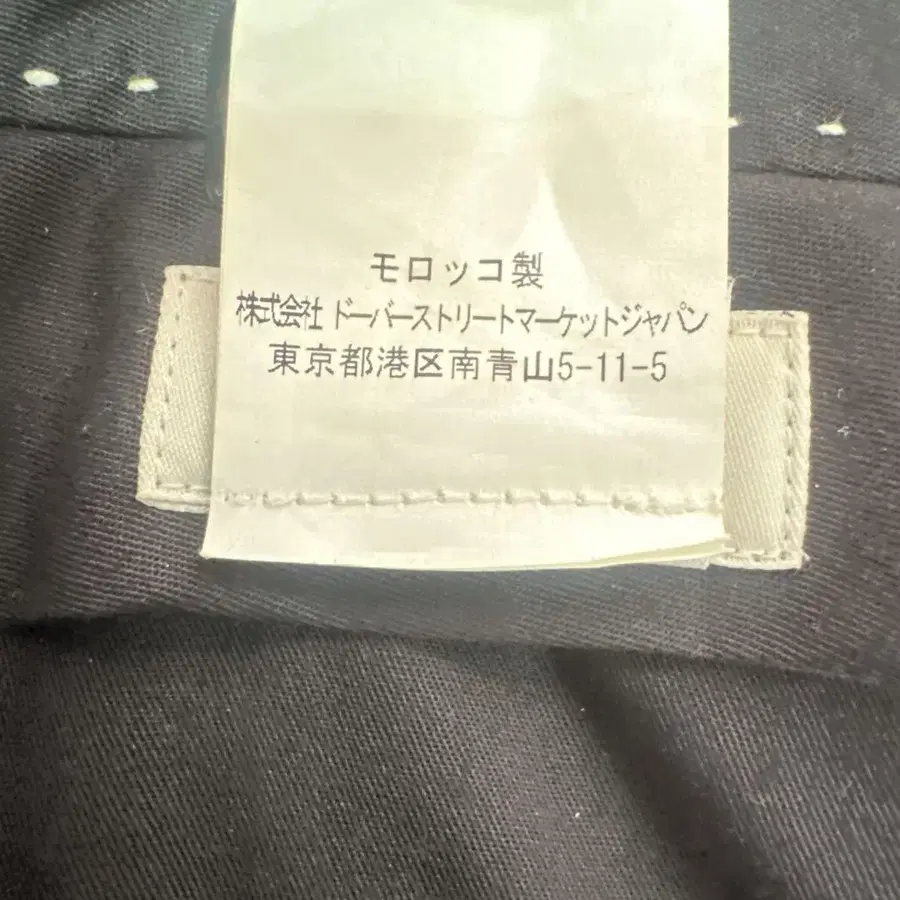 モロッコ製
株式会社 ドーバーストリートマーケットジャパン
東京都港区南青山5-11-5